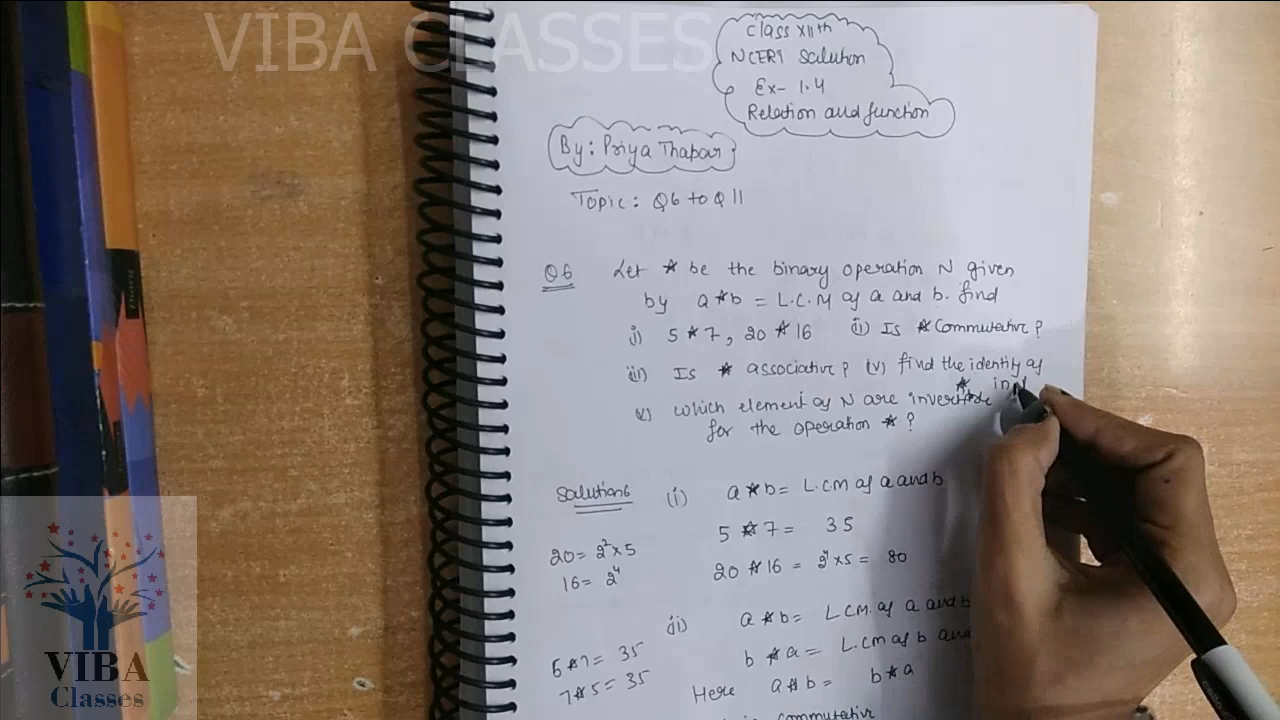 VIBA CLASSES
Class XIIth
NCERT Solution
Ex- 1.4
Relation and function
By: Priya Thapar
Topic: Q6 to Q11
Q6 Let * be the binary operation N given
by a * b = L.C.M of a and b. find
i) 5 * 7, 20 * 16 (ii) Is * Commutative?
iii) Is * associative? (v) find the identity of
* in N
v) which element of N are invertible
for the operation * ?
Solution6 (i) a * b = L.CM of a and b
5 * 7 = 35
20 = 2² × 5
16 = 2⁴
20 * 16 = 2⁴ × 5 = 80
(ii) a * b = L.CM. of a and b
b * a = L.CM of b and
5 * 7 = 35
7 * 5 = 35
Here a * b = b * a
commutative
VIBA
Classes